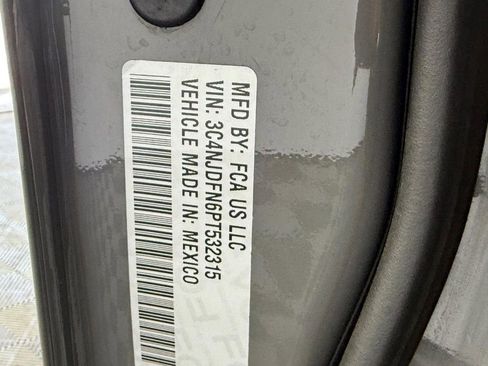 MFD BY: FCA US LLC
VIN: 3C4NJDFN6PT532315
VEHICLE MADE IN: MEXICO